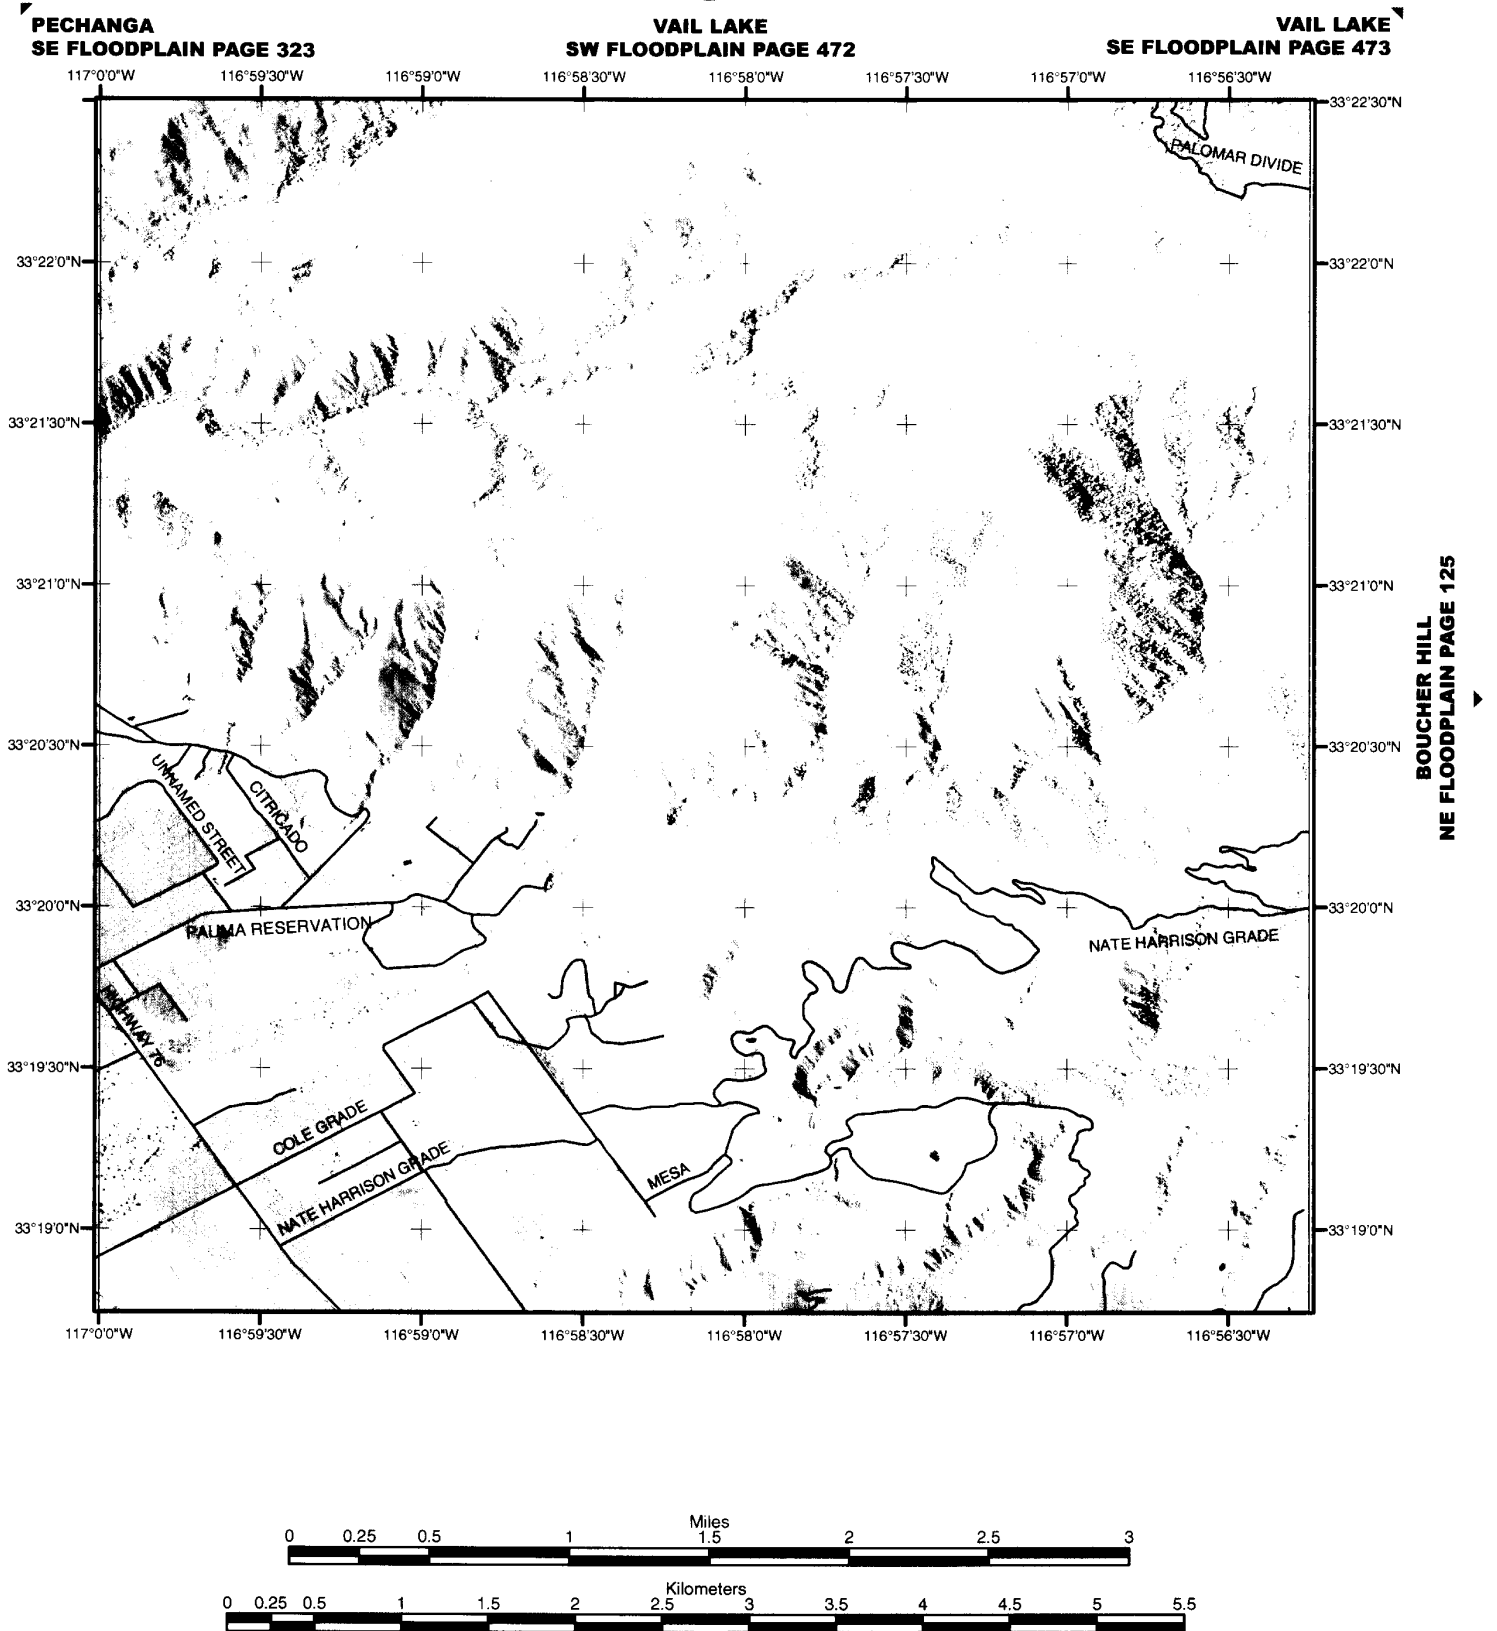 PECHANGA
SE FLOODPLAIN PAGE 323
VAIL LAKE
SW FLOODPLAIN PAGE 472
VAIL LAKE
SE FLOODPLAIN PAGE 473
117°0'0"W 116°59'30"W 116°59'0"W 116°58'30"W 116°58'0"W 116°57'30"W 116°57'0"W 116°56'30"W
33°22'30"N
PALOMAR DIVIDE
33°22'0"N 33°22'0"N
33°21'30"N 33°21'30"N
33°21'0"N 33°21'0"N
BOUCHER HILL
NE FLOODPLAIN PAGE 125
33°20'30"N 33°20'30"N
UNNAMED STREET
CITRICADO
33°20'0"N 33°20'0"N
PAUMA RESERVATION
NATE HARRISON GRADE
HIGHWAY 76
33°19'30"N 33°19'30"N
COLE GRADE
NATE HARRISON GRADE
MESA
33°19'0"N 33°19'0"N
117°0'0"W 116°59'30"W 116°59'0"W 116°58'30"W 116°58'0"W 116°57'30"W 116°57'0"W 116°56'30"W
Miles
0 0.25 0.5 1 1.5 2 2.5 3
Kilometers
0 0.25 0.5 1 1.5 2 2.5 3 3.5 4 4.5 5 5.5